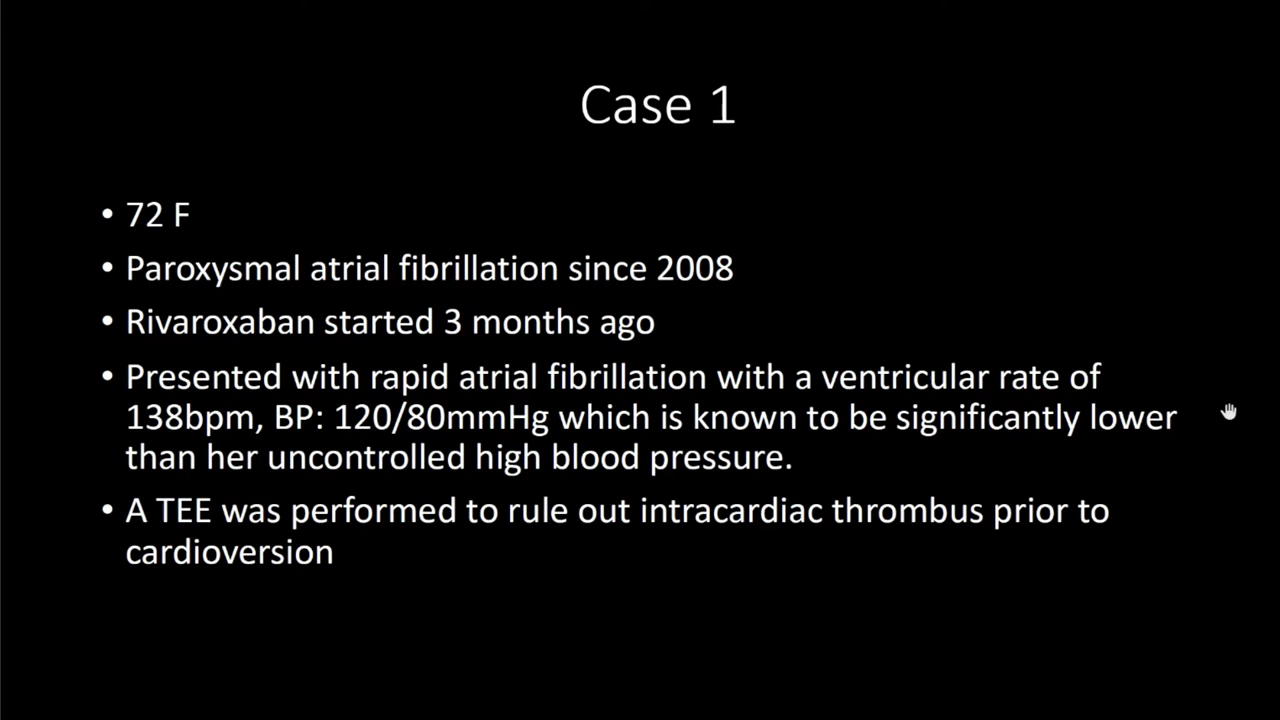 Case 1
• 72 F
• Paroxysmal atrial fibrillation since 2008
• Rivaroxaban started 3 months ago
• Presented with rapid atrial fibrillation with a ventricular rate of
138bpm, BP: 120/80mmHg which is known to be significantly lower
than her uncontrolled high blood pressure.
• A TEE was performed to rule out intracardiac thrombus prior to
cardioversion